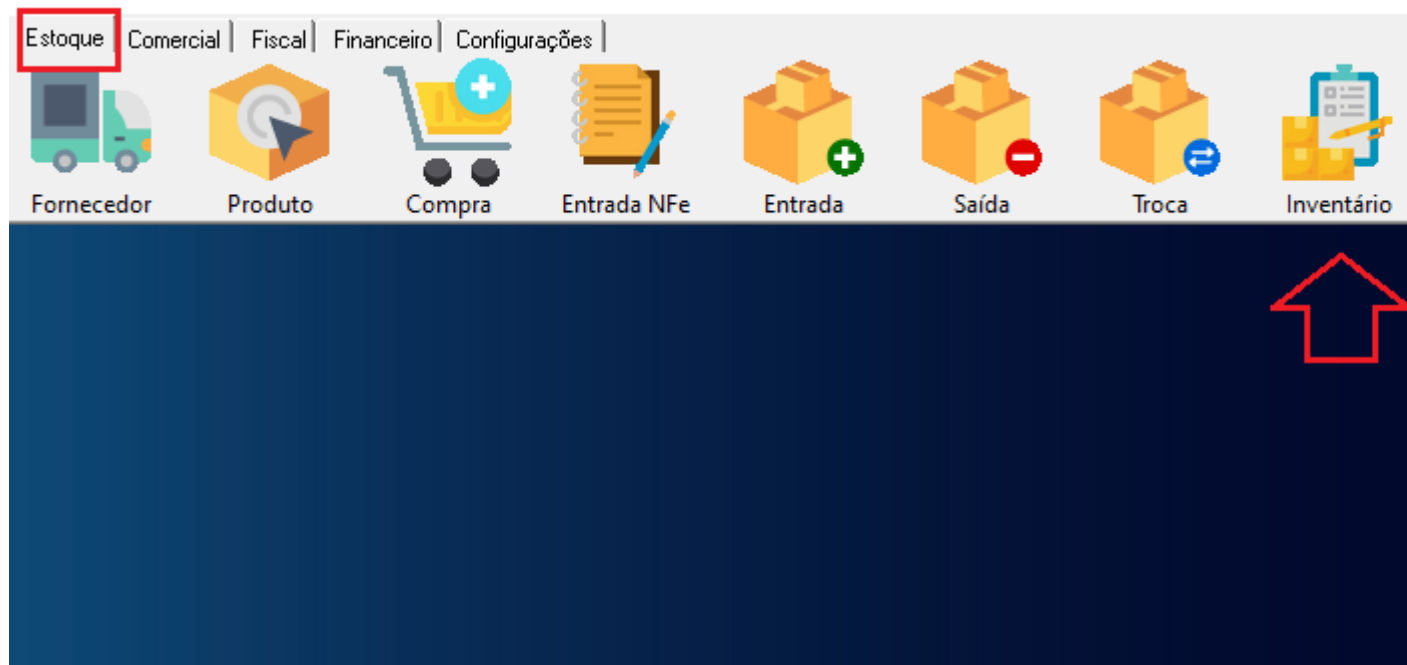 Estoque Comercial Fiscal Financeiro Configurações
Fornecedor Produto Compra Entrada NFe Entrada Saída Troca Inventário